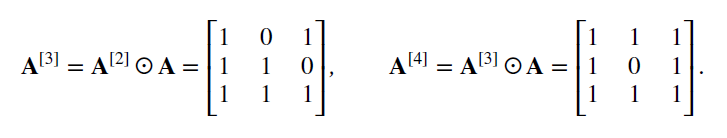 A^[3] = A^[2] ⊙ A = [1 0 1; 1 1 0; 1 1 1], A^[4] = A^[3] ⊙ A = [1 1 1; 1 0 1; 1 1 1].